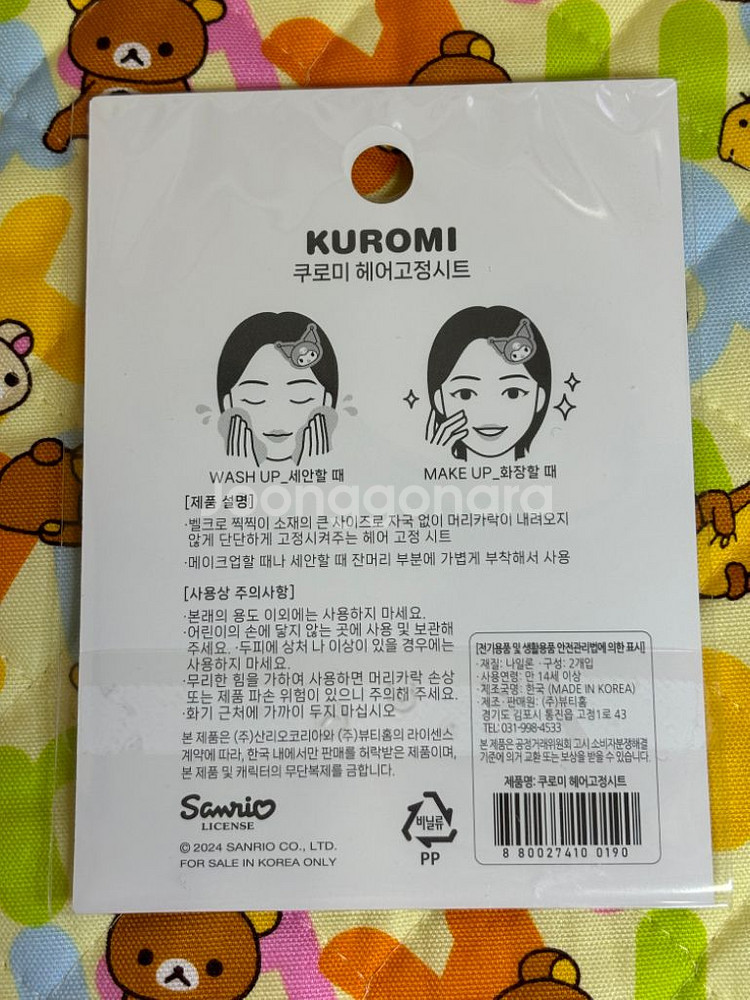 KUROMI
쿠로미 헤어고정시트
WASH UP_세안할 때
MAKE UP_화장할 때
joonggonara
[제품 설명]
·벨크로 찍찍이 소재의 큰 사이즈로 자국 없이 머리카락이 내려오지
않게 단단하게 고정시켜주는 헤어 고정 시트
·메이크업할 때나 세안할 때 잔머리 부분에 가볍게 부착해서 사용
[사용상 주의사항]
·본래의 용도 이외에는 사용하지 마세요.
·어린이의 손에 닿지 않는 곳에 사용 및 보관해
주세요. ·두피에 상처 나 이상이 있을 경우에는
사용하지 마세요.
·무리한 힘을 가하여 사용하면 머리카락 손상
또는 제품 파손 위험이 있으니 주의해 주세요.
·화기 근처에 가까이 두지 마십시오
본 제품은 (주)산리오코리아와 (주)뷰티홈의 라이센스
계약에 따라, 한국 내에서만 판매를 허락받은 제품이며,
본 제품 및 캐릭터의 무단복제를 금합니다.
Sanrio
LICENSE
© 2024 SANRIO CO., LTD.
FOR SALE IN KOREA ONLY
비닐류
PP
[전기용품 및 생활용품 안전관리법에 의한 표시]
·재질: 나일론 ·구성: 2개입
·사용연령: 만 14세 이상
·제조국명: 한국 (MADE IN KOREA)
·제조·판매원: (주)뷰티홈
경기도 김포시 통진읍 고정1로 43
TEL: 031-998-4533
본 제품은 공정거래위원회 고시 소비자분쟁해결
기준에 의거 교환 또는 보상을 받을 수 있습니다.
제품명: 쿠로미 헤어고정시트
8 80027410 0190